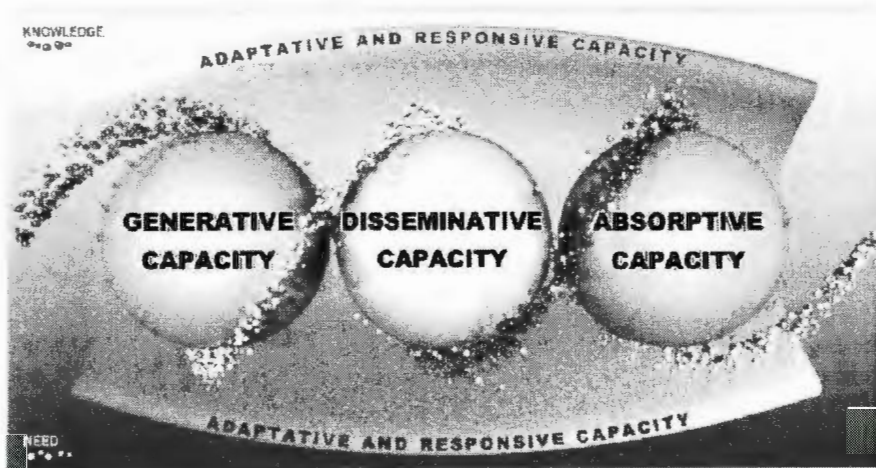 KNOWLEDGE
ADAPTATIVE AND RESPONSIVE CAPACITY
GENERATIVE
CAPACITY
DISSEMINATIVE
CAPACITY
ABSORPTIVE
CAPACITY
ADAPTATIVE AND RESPONSIVE CAPACITY
NEED